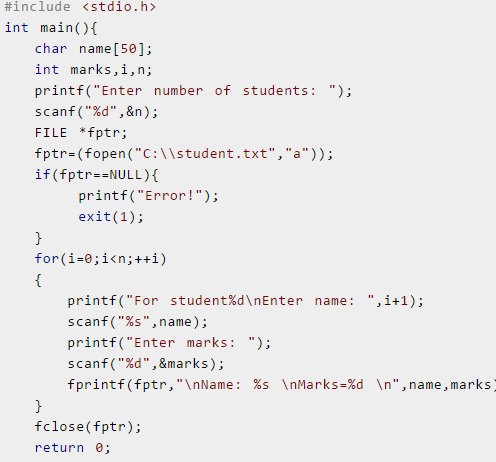 #include <stdio.h>
int main(){
char name[50];
int marks,i,n;
printf("Enter number of students: ");
scanf("%d",&n);
FILE *fptr;
fptr=(fopen("C:\\student.txt","a"));
if(fptr==NULL){
printf("Error!");
exit(1);
}
for(i=0;i<n;++i)
{
printf("For student%d\nEnter name: ",i+1);
scanf("%s",name);
printf("Enter marks: ");
scanf("%d",&marks);
fprintf(fptr,"\nName: %s \nMarks=%d \n",name,marks)
}
fclose(fptr);
return 0;